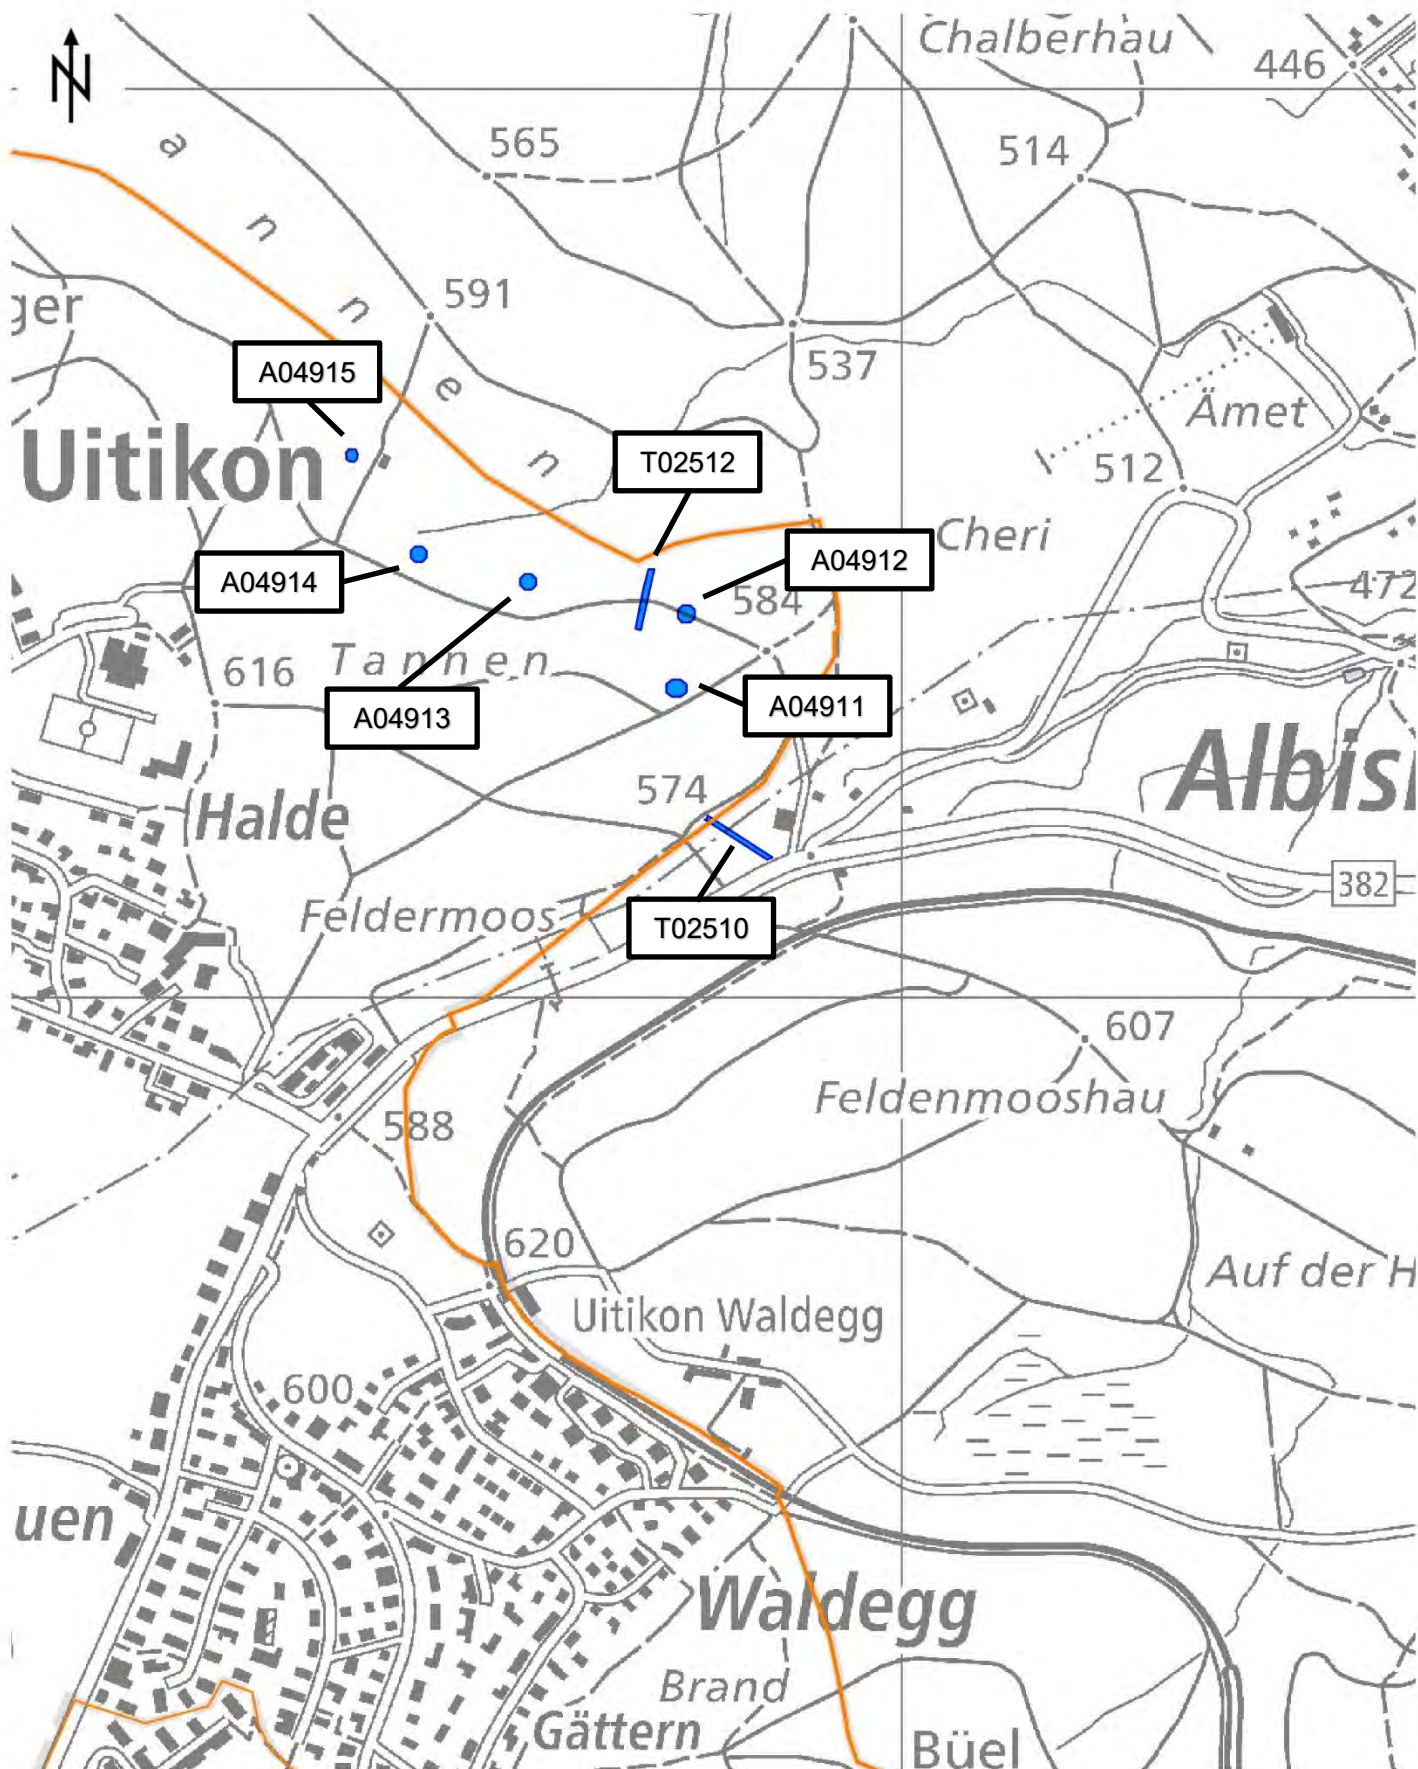 N
Chalberhau
446
565
514
a
n
n
e
n
591
ger
537
A04915
Ämet
Uitikon
T02512
512
Cheri
A04912
A04914
584
472
616
Tannen
A04913
A04911
574
Albis
Halde
382
Feldermoos
T02510
607
Feldenmooshau
588
620
Auf der H
Uitikon Waldegg
600
uen
Waldegg
Brand
Gättern
Büel